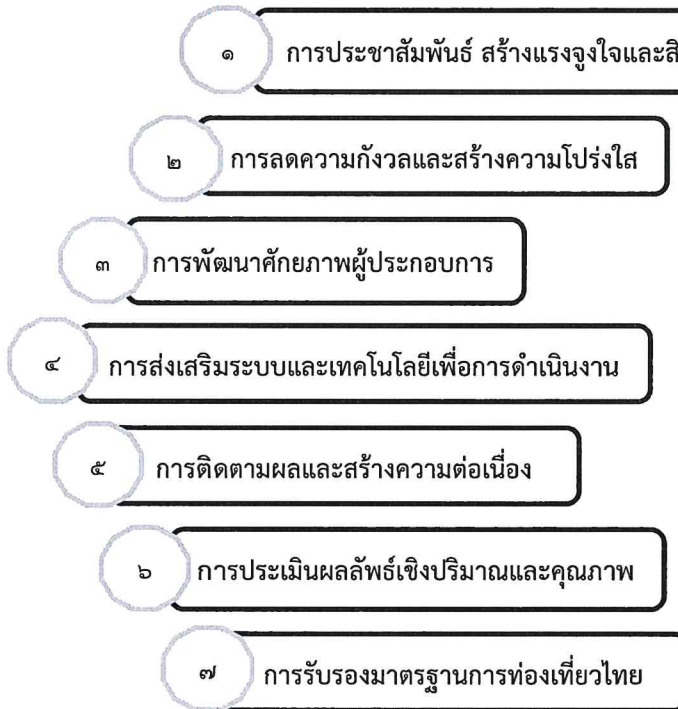 ๑ การประชาสัมพันธ์ สร้างแรงจูงใจและ
๒ การลดความกังวลและสร้างความโปร่งใส
๓ การพัฒนาศักยภาพผู้ประกอบการ
๔ การส่งเสริมระบบและเทคโนโลยีเพื่อการดำเนินงาน
๕ การติดตามผลและสร้างความต่อเนื่อง
๖ การประเมินผลลัพธ์เชิงปริมาณและคุณภาพ
๗ การรับรองมาตรฐานการท่องเที่ยวไทย